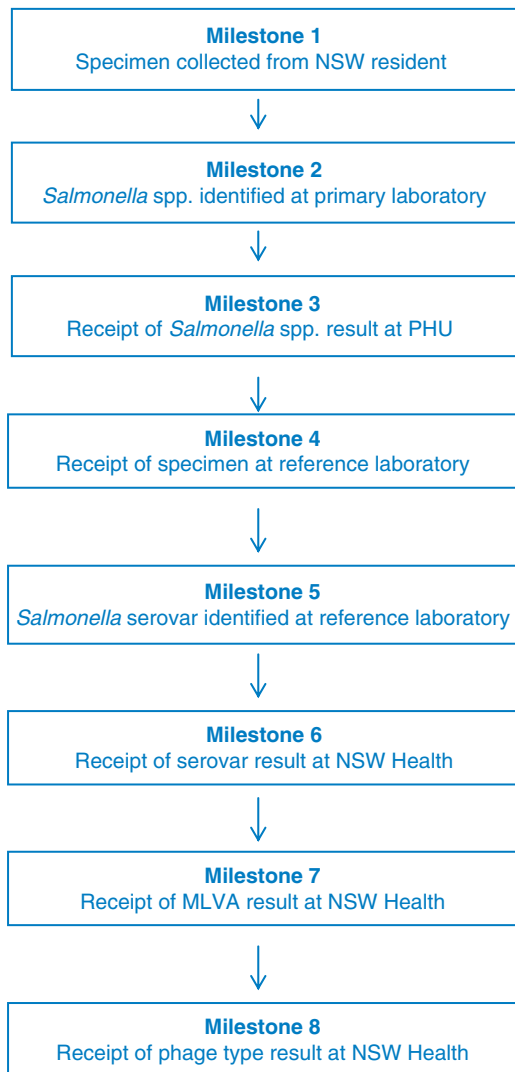 Milestone 1
Specimen collected from NSW resident
Milestone 2
Salmonella spp. identified at primary laboratory
Milestone 3
Receipt of Salmonella spp. result at PHU
Milestone 4
Receipt of specimen at reference laboratory
Milestone 5
Salmonella serovar identified at reference laboratory
Milestone 6
Receipt of serovar result at NSW Health
Milestone 7
Receipt of MLVA result at NSW Health
Milestone 8
Receipt of phage type result at NSW Health